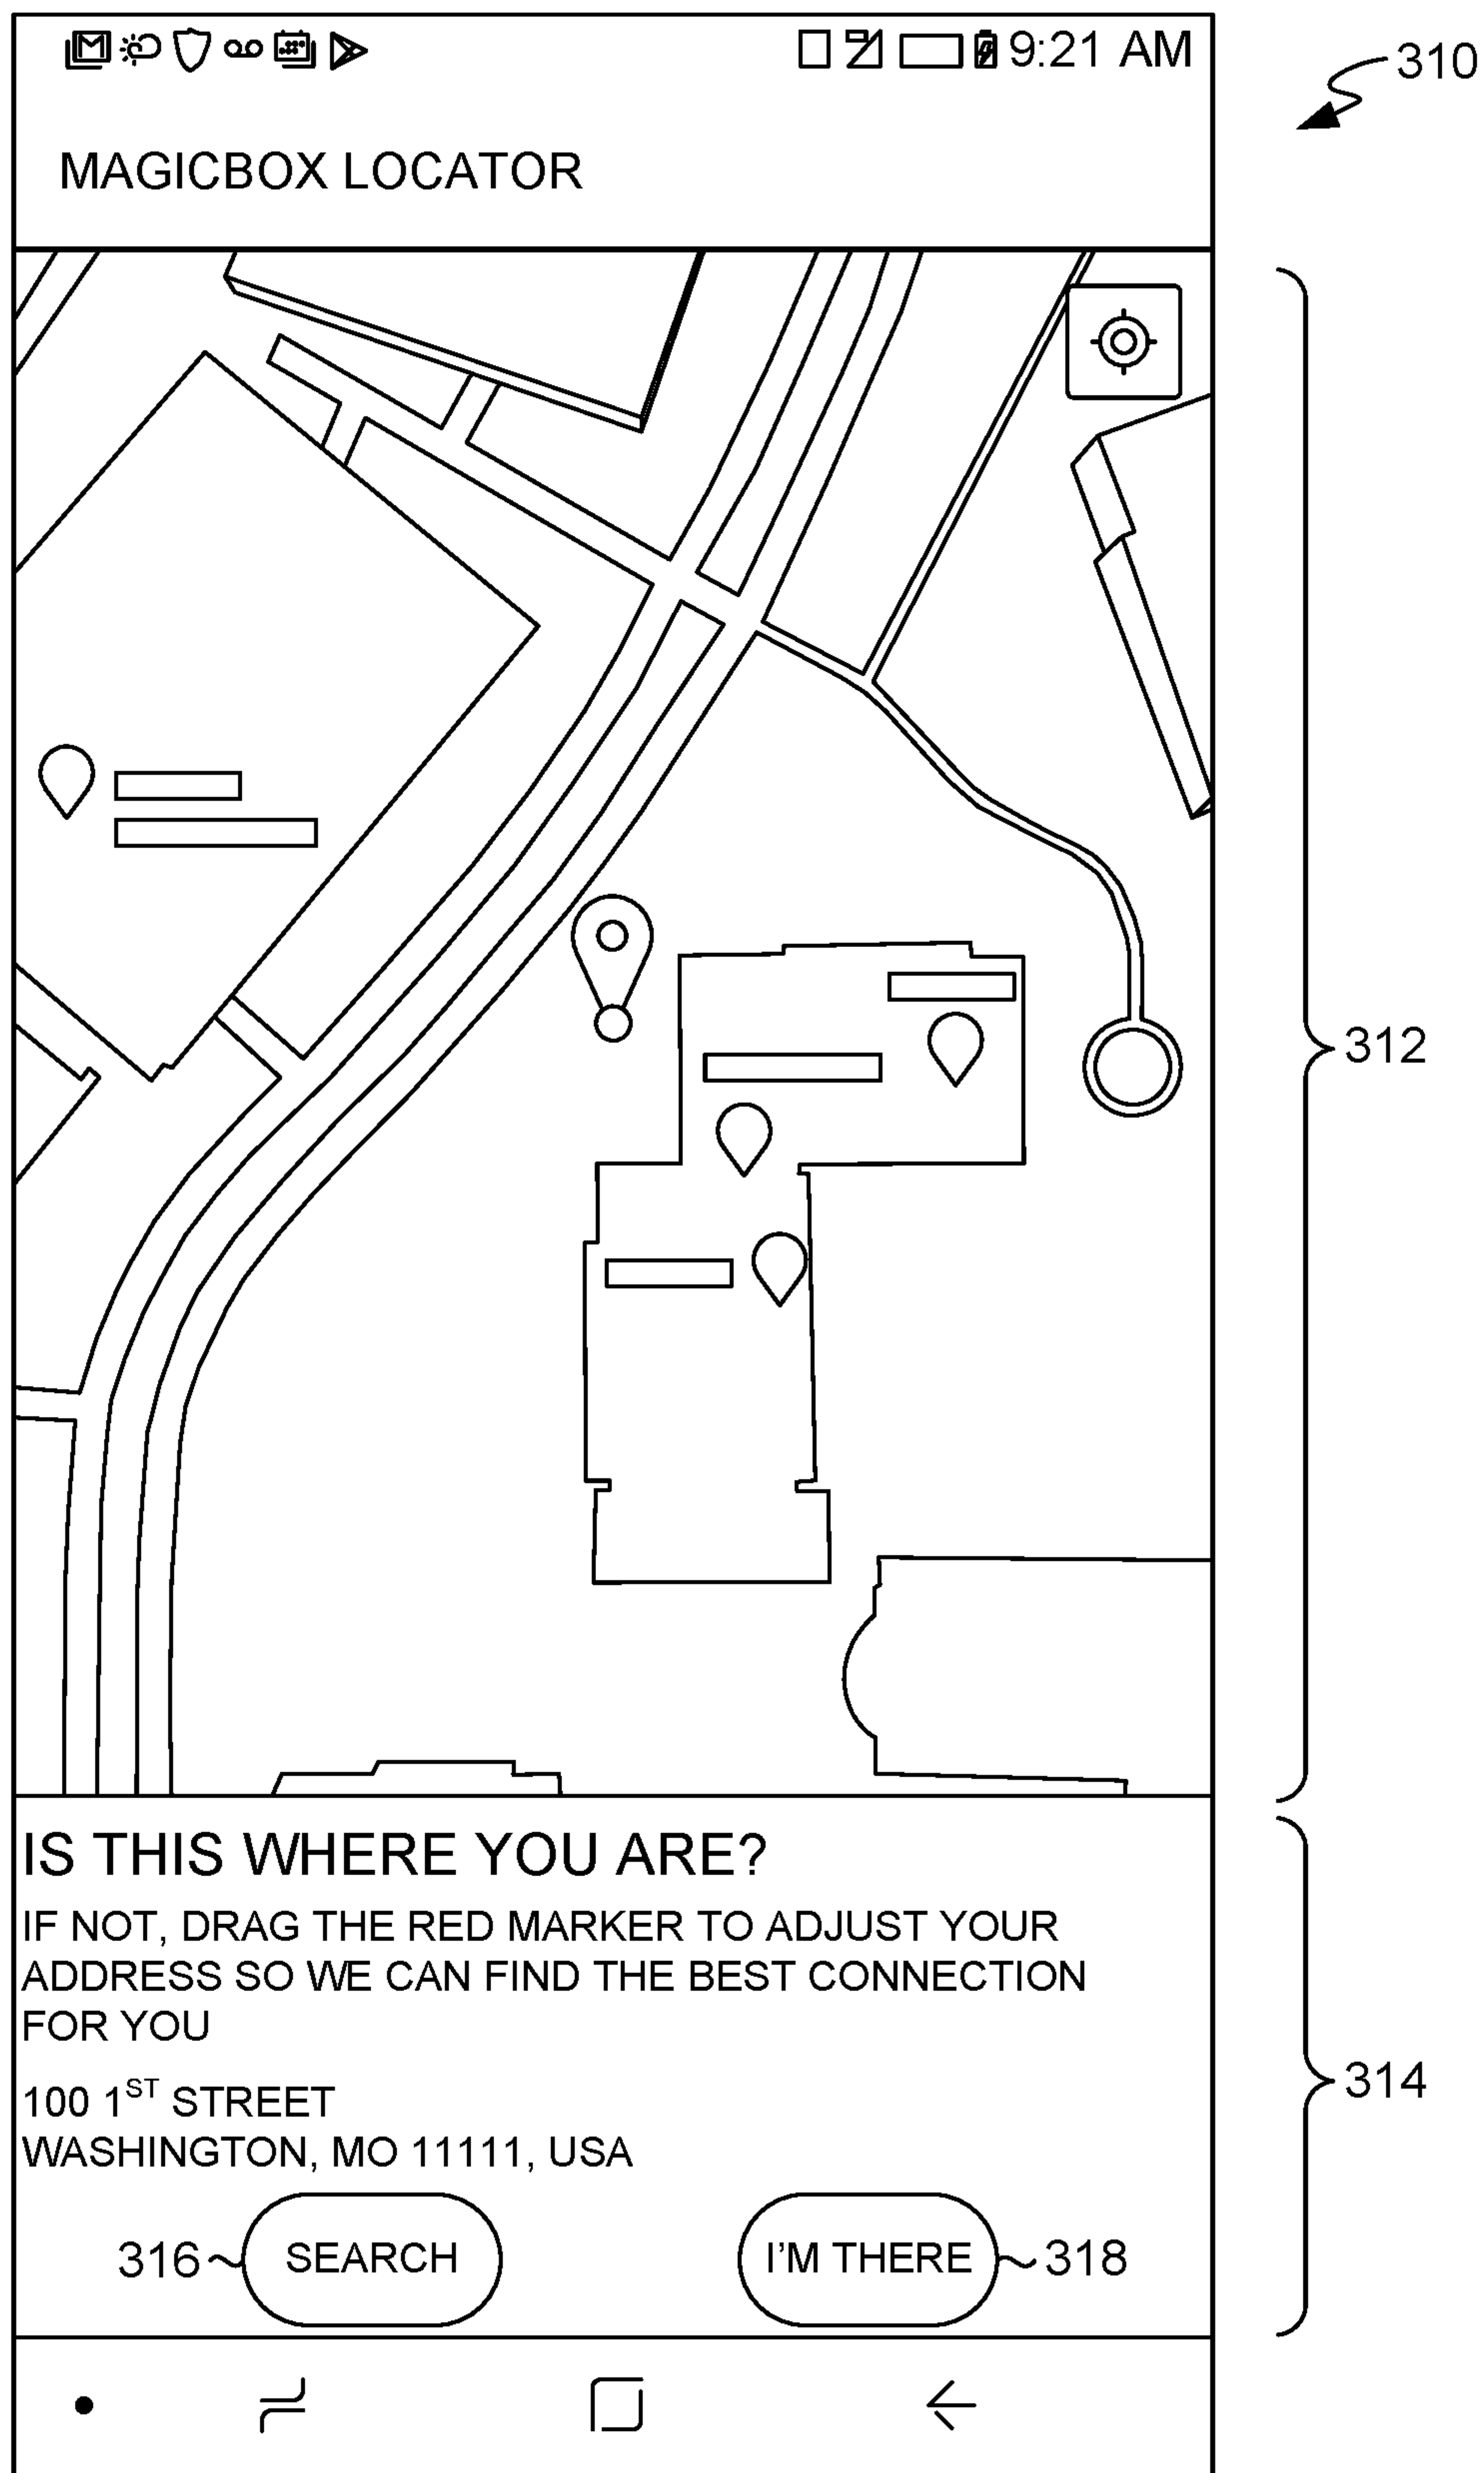 9:21 AM
310
MAGICBOX LOCATOR
312
IS THIS WHERE YOU ARE?
IF NOT, DRAG THE RED MARKER TO ADJUST YOUR
ADDRESS SO WE CAN FIND THE BEST CONNECTION
FOR YOU
314
100 1ST STREET
WASHINGTON, MO 11111, USA
316 SEARCH I'M THERE 318